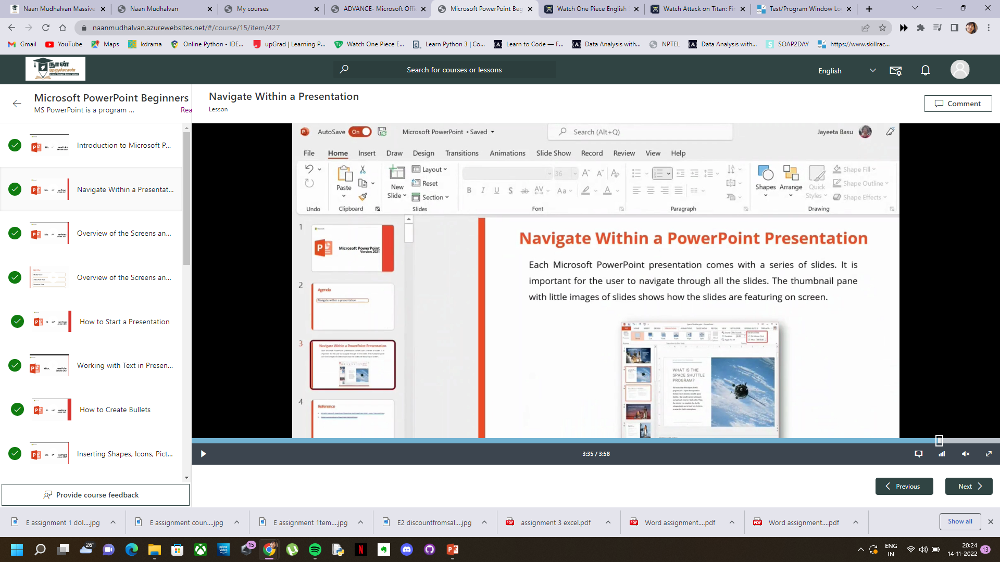 Naan Mudhalvan Massive
Naan Mudhalvan
My courses
ADVANCE- Microsoft Offi
Microsoft PowerPoint Beg
Watch One Piece English
Watch Attack on Titan: Fi
Test/Program Window Lo
naanmudhalvan.azurewebsites.net/#/course/15/item/427
Gmail
YouTube
Maps
kdrama
Online Python - IDE...
upGrad | Learning P...
Watch One Piece E...
Learn Python 3 | Co...
Learn to Code — F...
Data Analysis with...
NPTEL
Data Analysis with...
SOAP2DAY
https://www.skillrac...
நான்
முதல்வன்
Search for courses or lessons
English
Microsoft PowerPoint Beginners
MS PowerPoint is a program ...
Rea
Navigate Within a Presentation
Lesson
Comment
Introduction to Microsoft P...
Navigate Within a Presentat...
Overview of the Screens an...
Overview of the Screens an...
How to Start a Presentation
Working with Text in Presen...
How to Create Bullets
Inserting Shapes, Icons, Pict...
Provide course feedback
AutoSave On
Microsoft PowerPoint • Saved
Search (Alt+Q)
Jayeeta Basu
File Home Insert Draw Design Transitions Animations Slide Show Record Review View Help
Undo
Paste
Clipboard
New
Slide
Layout
Reset
Section
Slides
36
Font
Paragraph
Shapes
Arrange
Quick
Styles
Shape Fill
Shape Outline
Shape Effects
Drawing
1
Microsoft PowerPoint
Version 2021
2
Agenda
Navigate within a presentation
3
Navigate Within a PowerPoint Presentation
4
Reference
Navigate Within a PowerPoint Presentation
Each Microsoft PowerPoint presentation comes with a series of slides. It is
important for the user to navigate through all the slides. The thumbnail pane
with little images of slides shows how the slides are featuring on screen.
WHAT IS THE
SPACE SHUTTLE
PROGRAM?
3:35 / 3:58
Previous
Next
E assignment 1 dol....jpg
E assignment coun....jpg
E assignment 1tem....jpg
E2 discountfromsal....jpg
assignment 3 excel.pdf
Word assignment....pdf
Word assignment....pdf
Show all
26°
prime
video
15
ENG
IN
20:24
14-11-2022
13